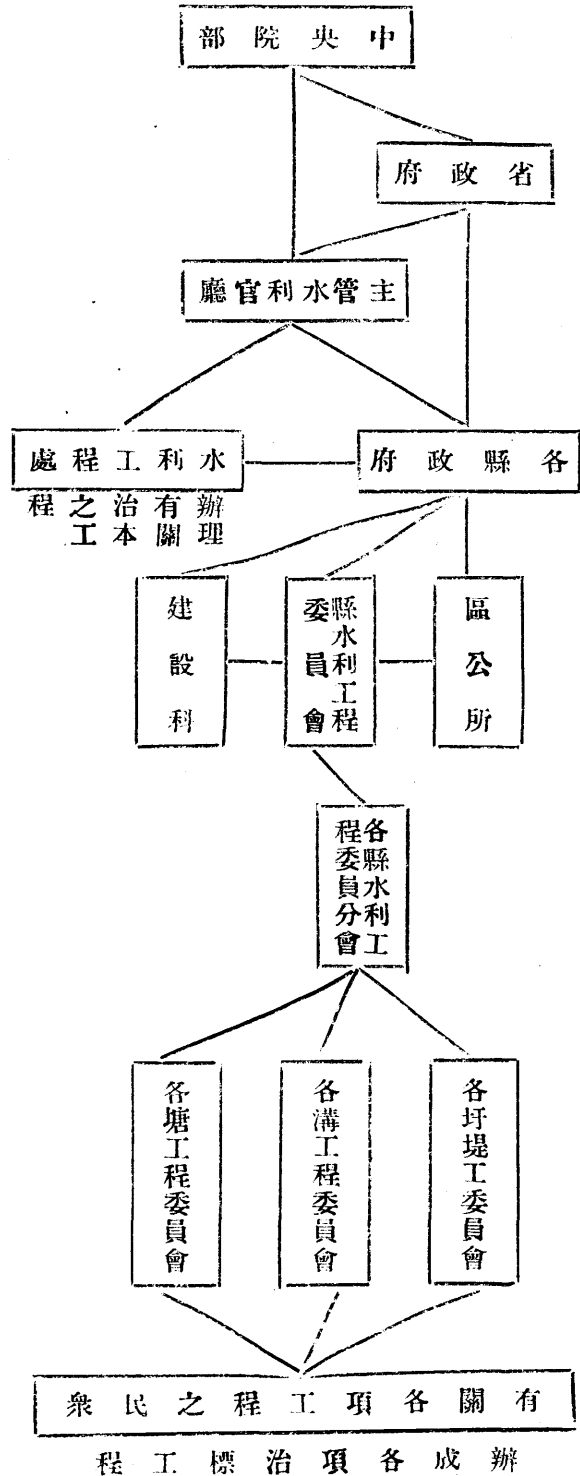 中央院部
省政府
主管水利官廳
各縣政府
水利工程處
辦理
有關
治本
之工
程
區公所
縣水利工程
委員會
建設科
各縣水利工
程委員分會
各圩堤工委員會
各溝工程委員會
各塘工程委員會
有關各項工程之民衆
辦成各項治標工程